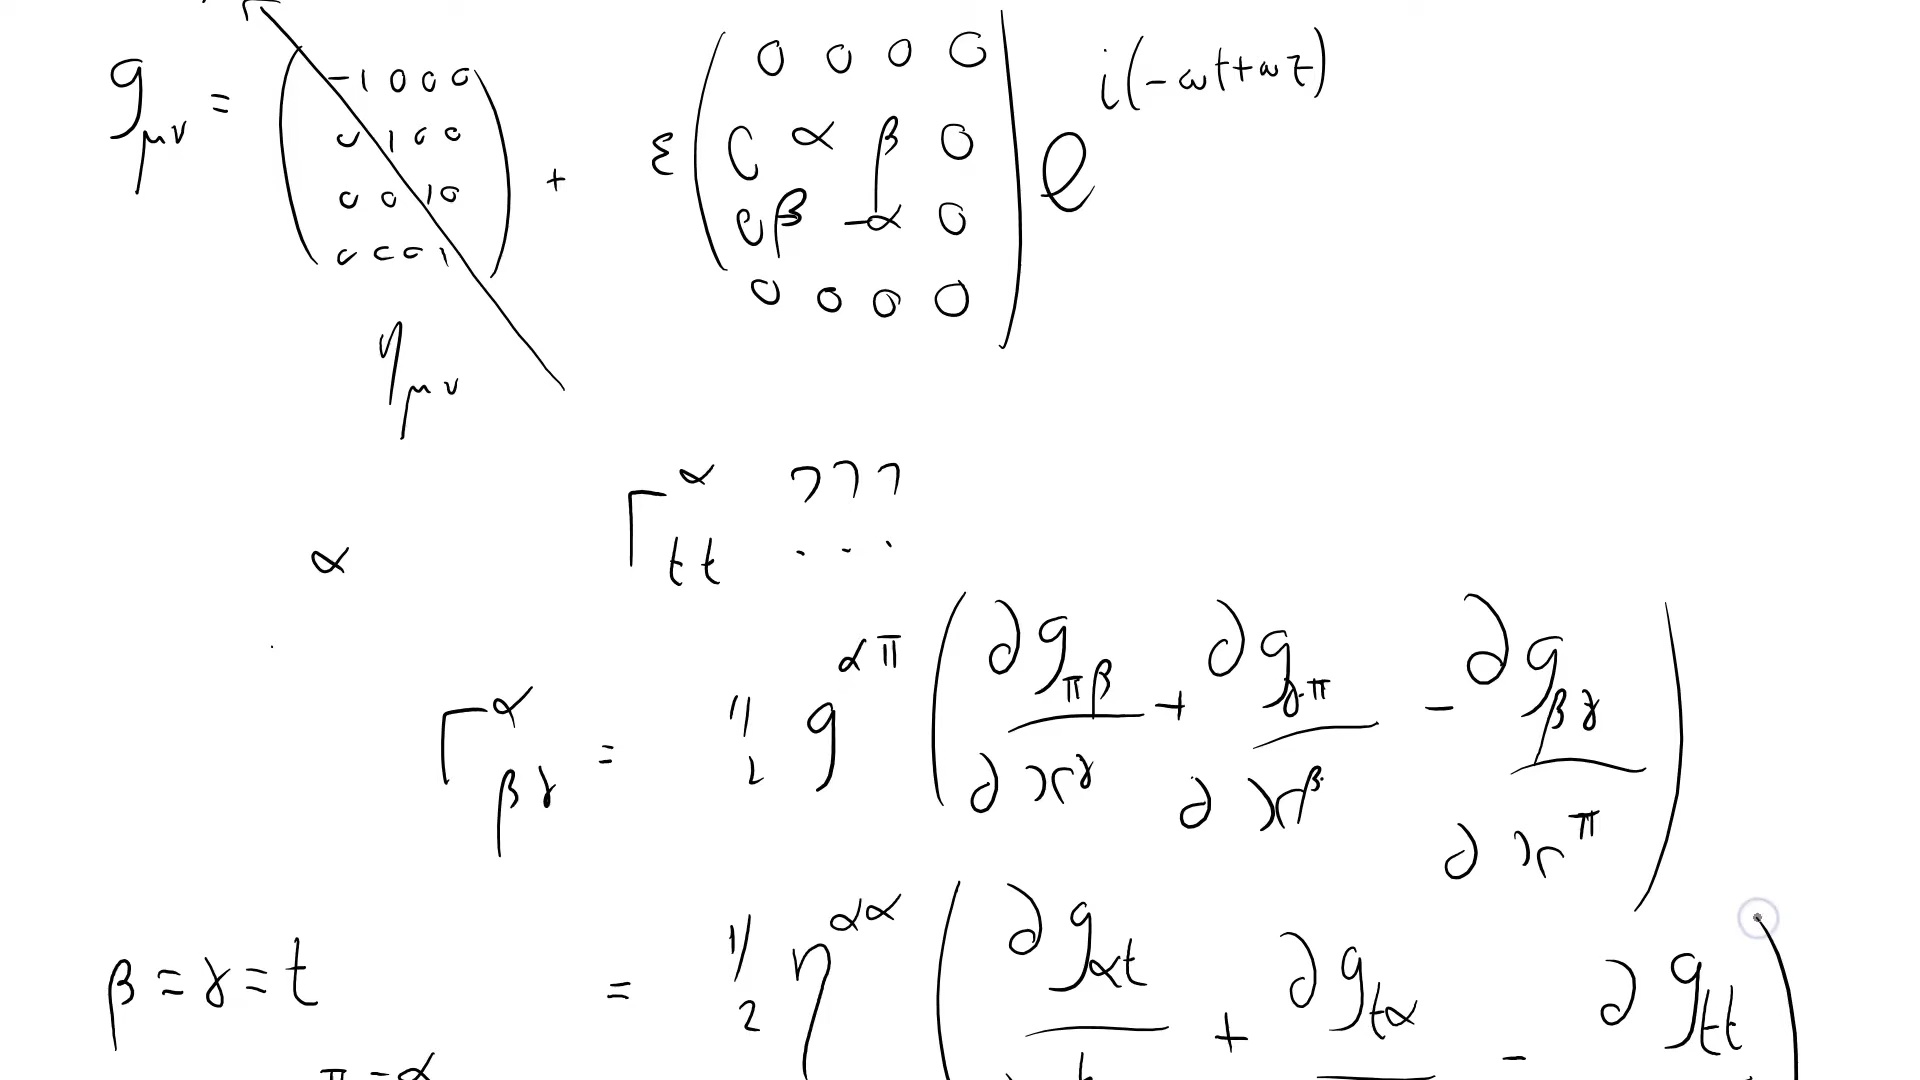 g_μν = ( -1 0 0 0 ; 0 1 0 0 ; 0 0 1 0 ; 0 0 0 1 ) + ε ( 0 0 0 0 ; 0 α β 0 ; 0 β -α 0 ; 0 0 0 0 ) e^{i(-ωt+ωz)}
η_μν
Γ^α_tt ???
α
...
Γ^α_βγ = 1/2 g^απ ( ∂g_πβ / ∂x^γ + ∂g_γπ / ∂x^β - ∂g_βγ / ∂x^π )
β = γ = t = 1/2 η^αα ( ∂g_αt + ∂g_tα - ∂g_tt )
π = α